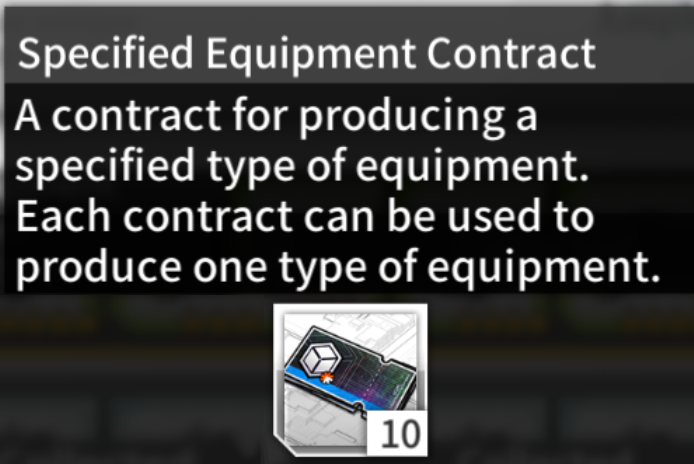 Specified Equipment Contract
A contract for producing a
specified type of equipment.
Each contract can be used to
produce one type of equipment.
10